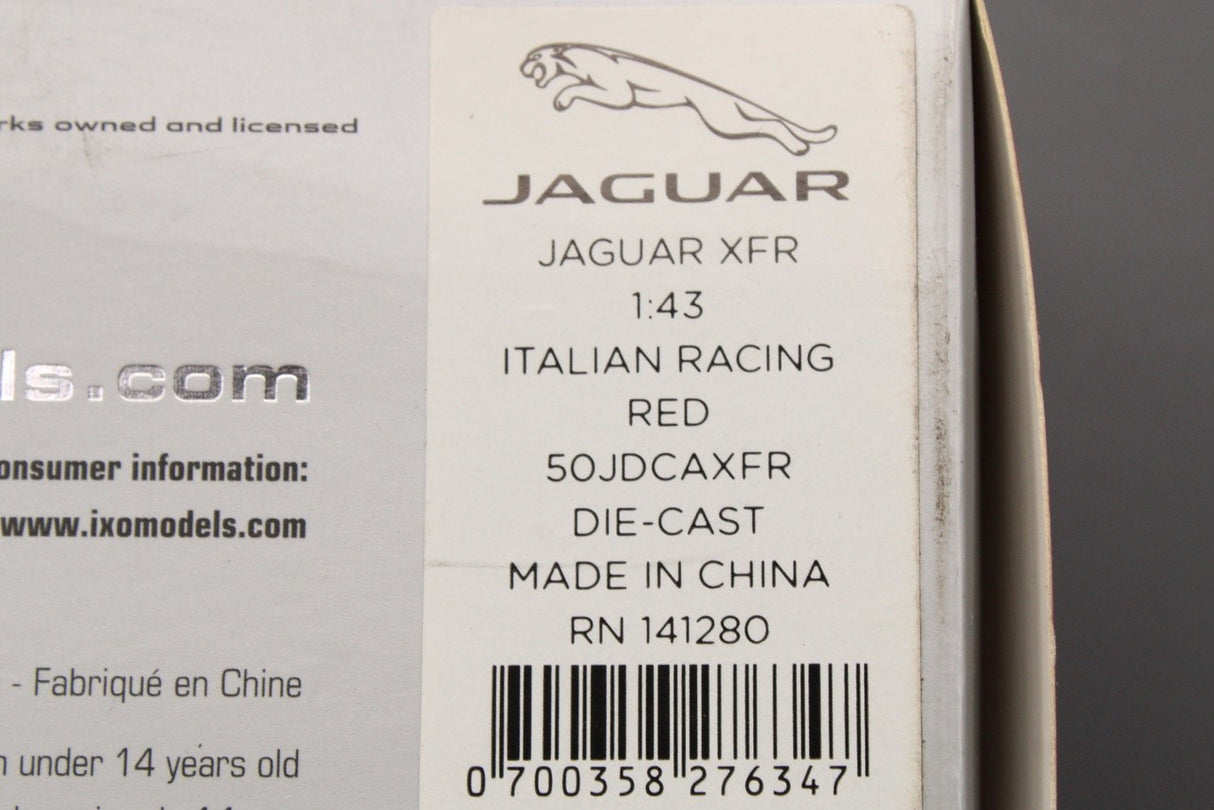 rks owned and licensed
ls.com
onsumer information:
www.ixomodels.com
- Fabriqué en Chine
under 14 years old
JAGUAR
JAGUAR XFR
1:43
ITALIAN RACING
RED
50JDCAXFR
DIE-CAST
MADE IN CHINA
RN 141280
0 700358 276347